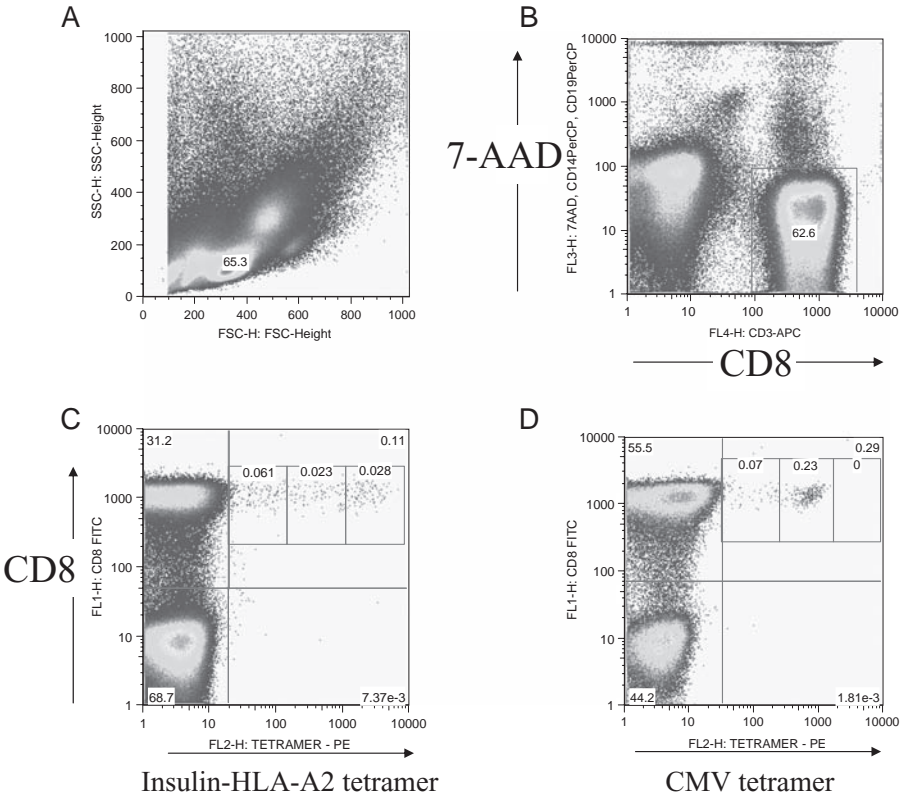 A
1000
800
600
400
200
0
SSC-H: SSC-Height
65.3
0 200 400 600 800 1000
FSC-H: FSC-Height
B
7-AAD
FL3-H: 7AAD, CD14PerCP, CD19PerCP
10000
1000
100
10
1
62.6
1 10 100 1000 10000
FL4-H: CD3-APC
CD8
C
CD8
FL1-H: CD8 FITC
10000
1000
100
10
1
31.2 0.11
0.061 0.023 0.028
68.7 7.37e-3
1 10 100 1000 10000
FL2-H: TETRAMER - PE
Insulin-HLA-A2 tetramer
D
FL1-H: CD8 FITC
10000
1000
100
10
1
55.5 0.29
0.07 0.23 0
44.2 1.81e-3
1 10 100 1000 10000
FL2-H: TETRAMER - PE
CMV tetramer